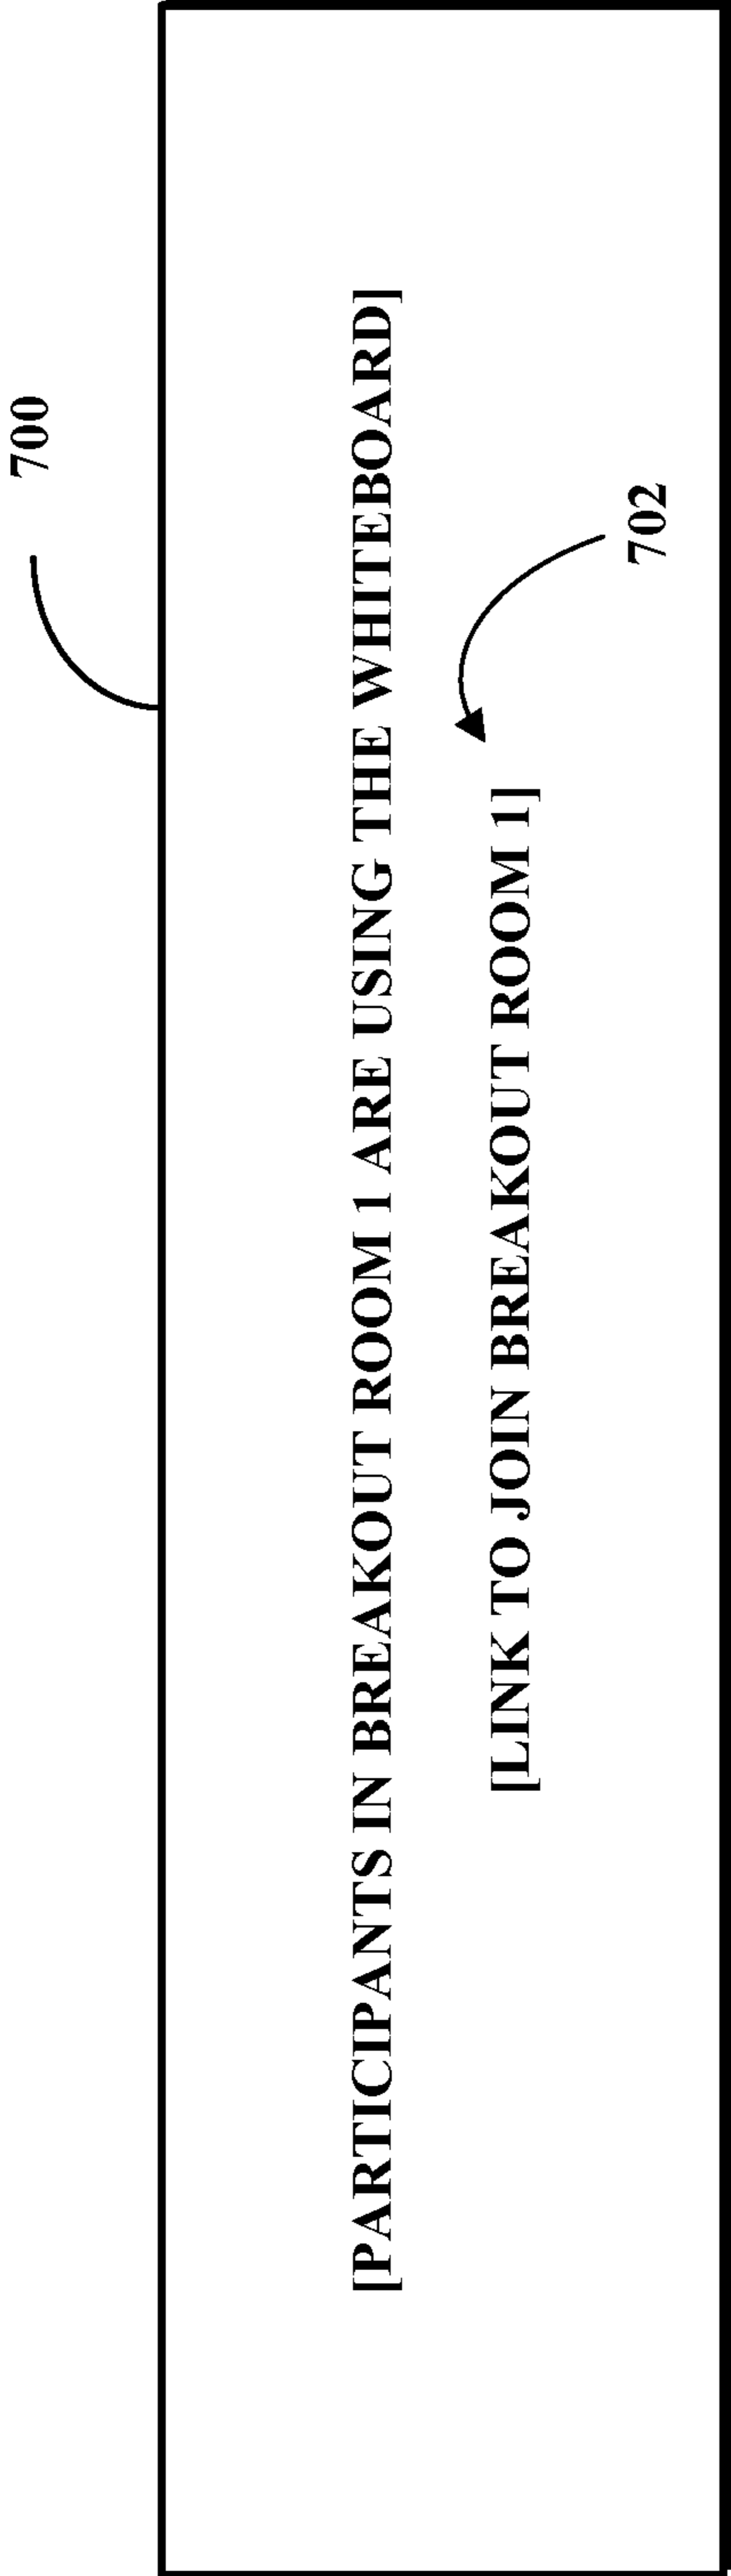 700
[PARTICIPANTS IN BREAKOUT ROOM 1 ARE USING THE WHITEBOARD]
[LINK TO JOIN BREAKOUT ROOM 1]
702